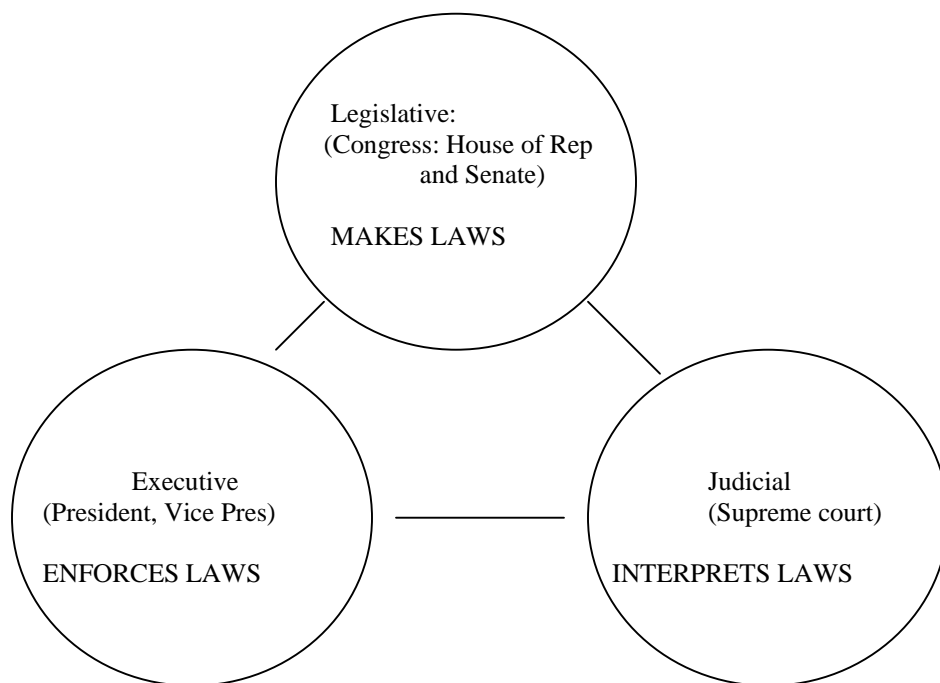 Legislative:
(Congress: House of Rep
and Senate)
MAKES LAWS
Executive
(President, Vice Pres)
ENFORCES LAWS
Judicial
(Supreme court)
INTERPRETS LAWS